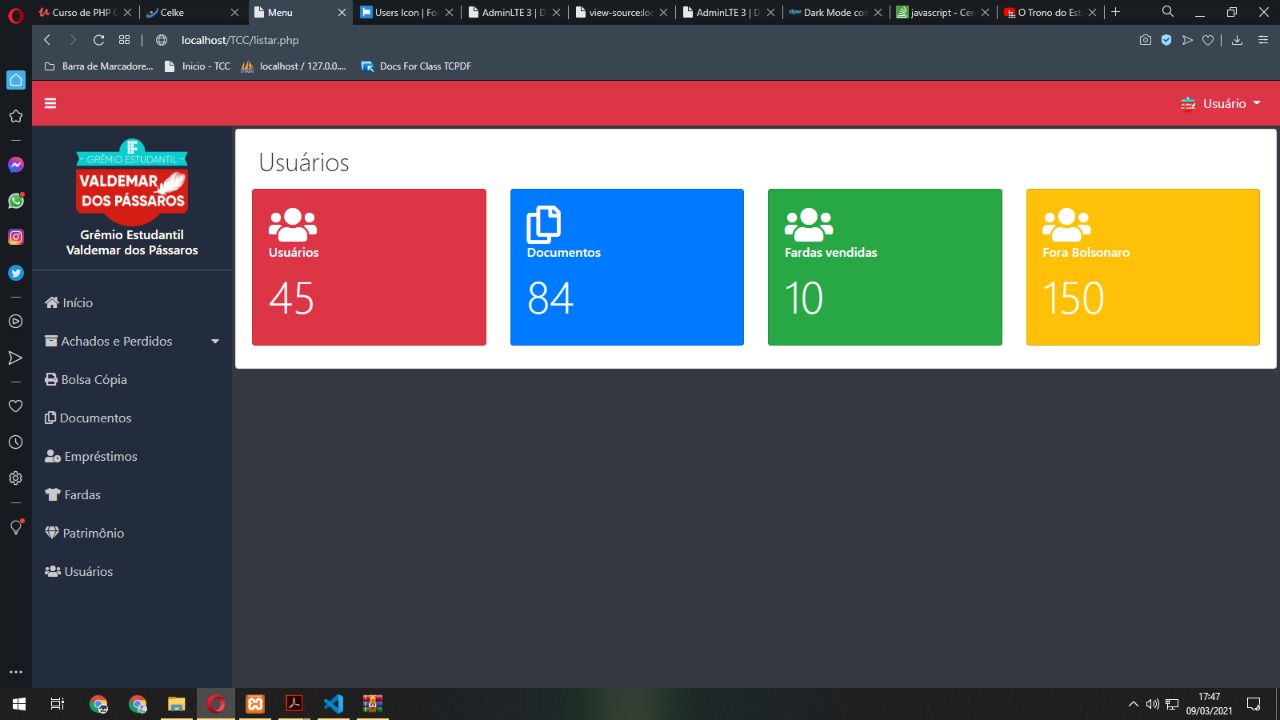 Curso de PHP
Celke
Menu
Users Icon | Fo
AdminLTE 3 | D
view-source:lo
AdminLTE 3 | D
Dark Mode con
javascript - Ce
O Trono do Est
localhost/TCC/listar.php
Barra de Marcadore...
Inicio - TCC
localhost / 127.0.0....
Docs For Class TCPDF
Usuário
GRÊMIO ESTUDANTIL
VALDEMAR
DOS PÁSSAROS
Grêmio Estudantil
Valdemar dos Pássaros
Início
Achados e Perdidos
Bolsa Cópia
Documentos
Empréstimos
Fardas
Patrimônio
Usuários
Usuários
Usuários
45
Documentos
84
Fardas vendidas
10
Fora Bolsonaro
150
17:47
09/03/2021